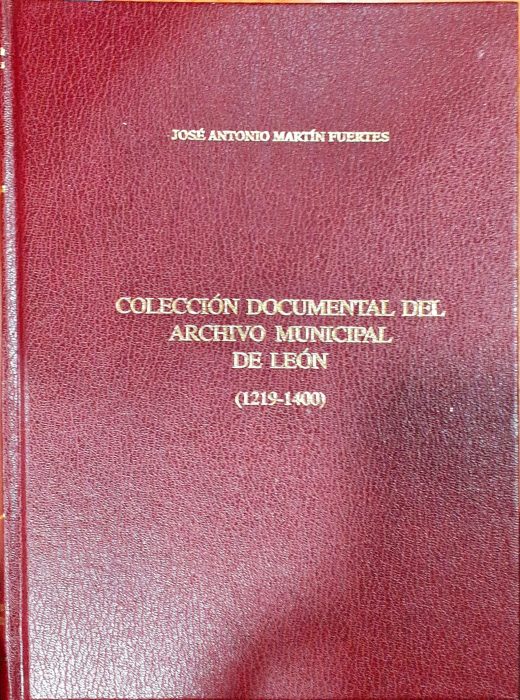 JOSÉ ANTONIO MARTÍN FUERTES
COLECCIÓN DOCUMENTAL DEL
ARCHIVO MUNICIPAL
DE LEÓN
(1219-1400)